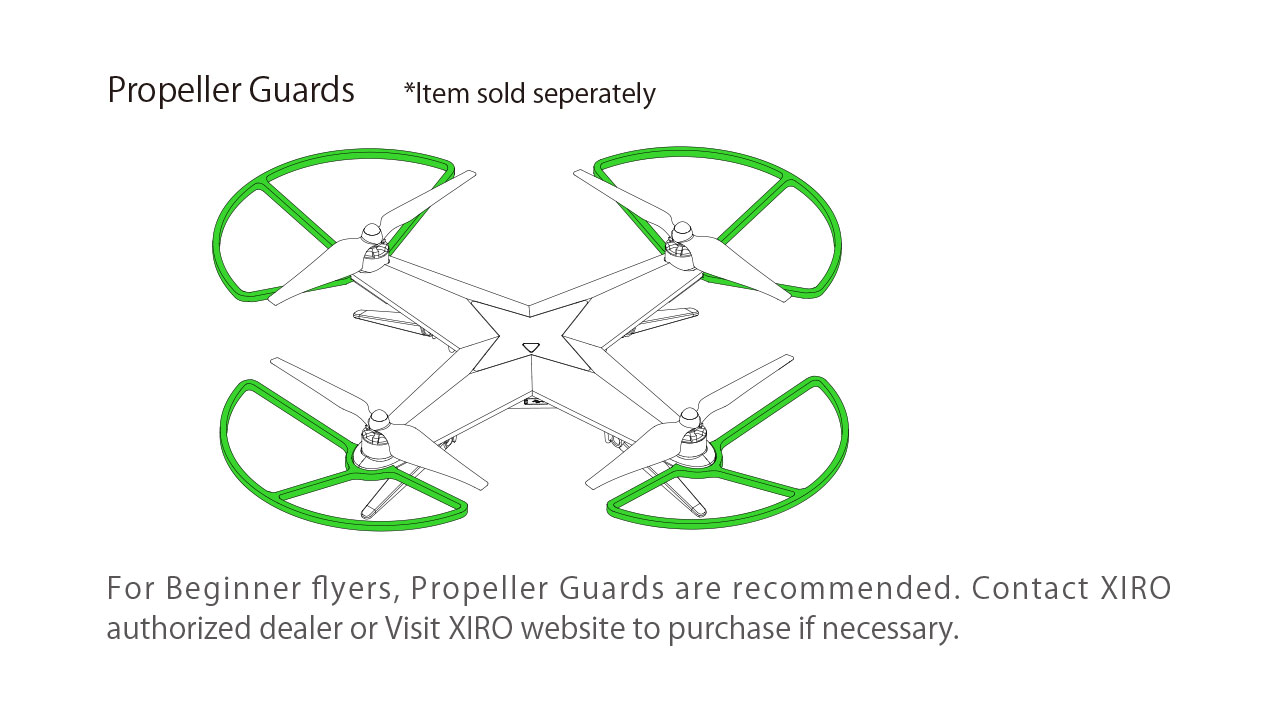 Propeller Guards *Item sold seperately
For Beginner flyers, Propeller Guards are recommended. Contact XIRO
authorized dealer or Visit XIRO website to purchase if necessary.